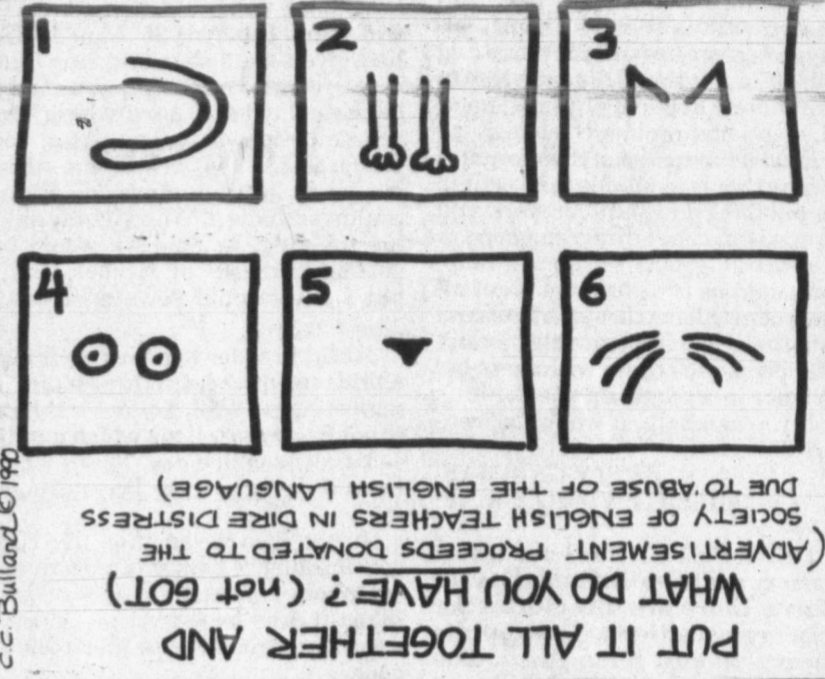 1
2
3
4
5
6
PUT IT ALL TOGETHER AND
WHAT DO YOU HAVE? (not GOT)
(ADVERTISEMENT PROCEEDS DONATED TO THE
SOCIETY OF ENGLISH TEACHERS IN DIRE DISTRESS
DUE TO ABUSE OF THE ENGLISH LANGUAGE)
C.C. Bulland © 1990